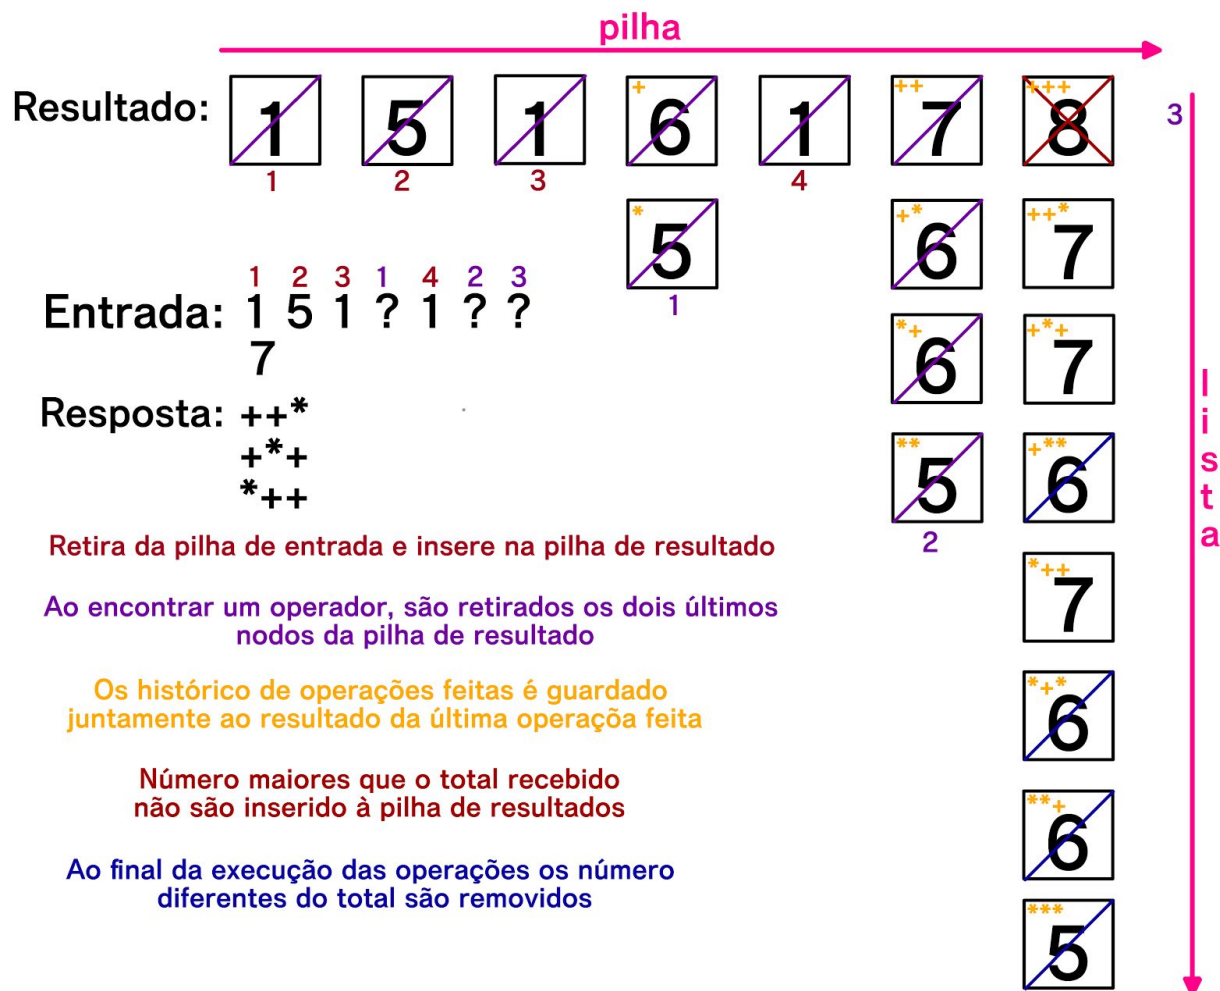 pilha
Resultado: 1 5 1 + 6 1 ++ 7 +++ 8 3
1 2 3 4
* 5 +* 6 ++* 7
1 2 3 1 4 2 3
Entrada: 1 5 1 ? 1 ? ? 1
7 *+ 6 +*+ 7
lista
Resposta: ++*
+*+ ** 5 +** 6
*++
Retira da pilha de entrada e insere na pilha de resultado 2
*++ 7
Ao encontrar um operador, são retirados os dois últimos
nodos da pilha de resultado
Os histórico de operações feitas é guardado *+* 6
juntamente ao resultado da última operaçõa feita
Número maiores que o total recebido **+ 6
não são inserido à pilha de resultados
Ao final da execução das operações os número
diferentes do total são removidos
*** 5